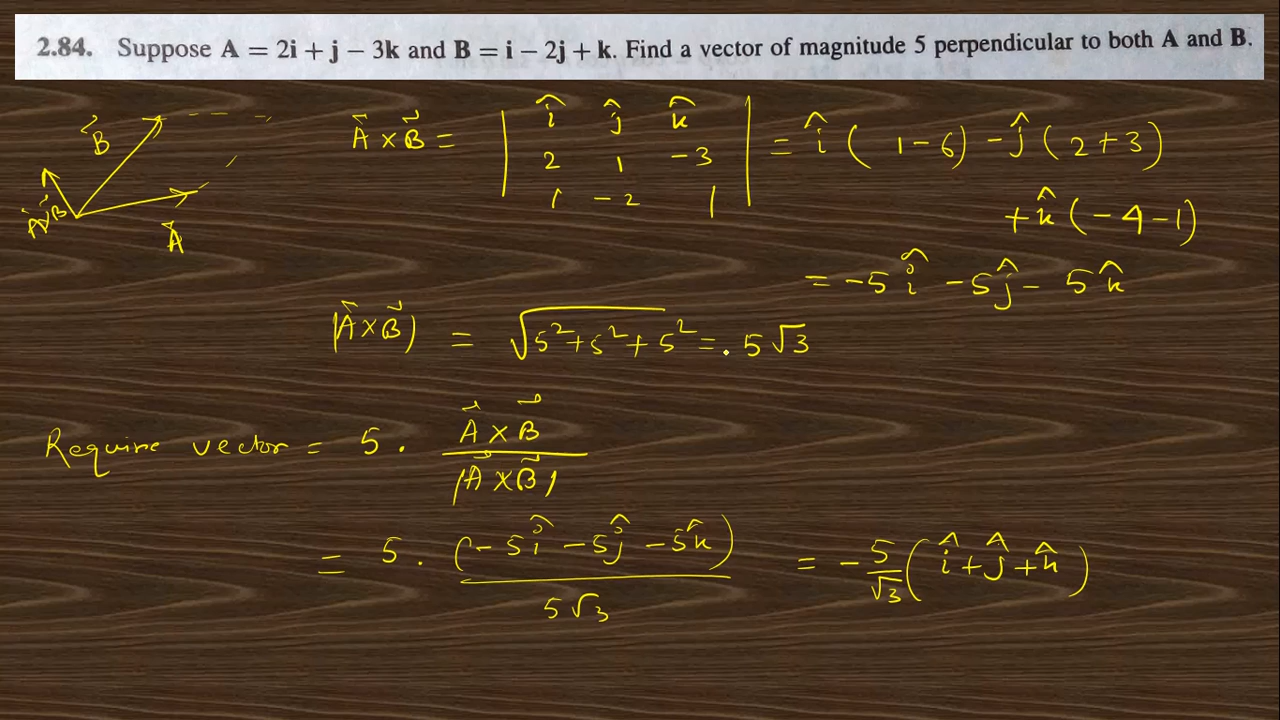 2.84. Suppose A = 2i + j − 3k and B = i − 2j + k. Find a vector of magnitude 5 perpendicular to both A and B.
B⃗
A⃗
A⃗×B⃗
A⃗ × B⃗ = | î ĵ k̂ | = î ( 1 − 6 ) − ĵ ( 2 + 3 )
2 1 −3
1 −2 1
+ k̂ ( −4 − 1 )
= −5 î − 5 ĵ − 5 k̂
|A⃗ × B⃗| = √5² + 5² + 5² = . 5√3
Require vector = 5 . A⃗ × B⃗ / |A⃗ × B⃗|
= 5 . (−5î − 5ĵ − 5k̂) / 5√3 = − 5/√3 ( î + ĵ + k̂ )